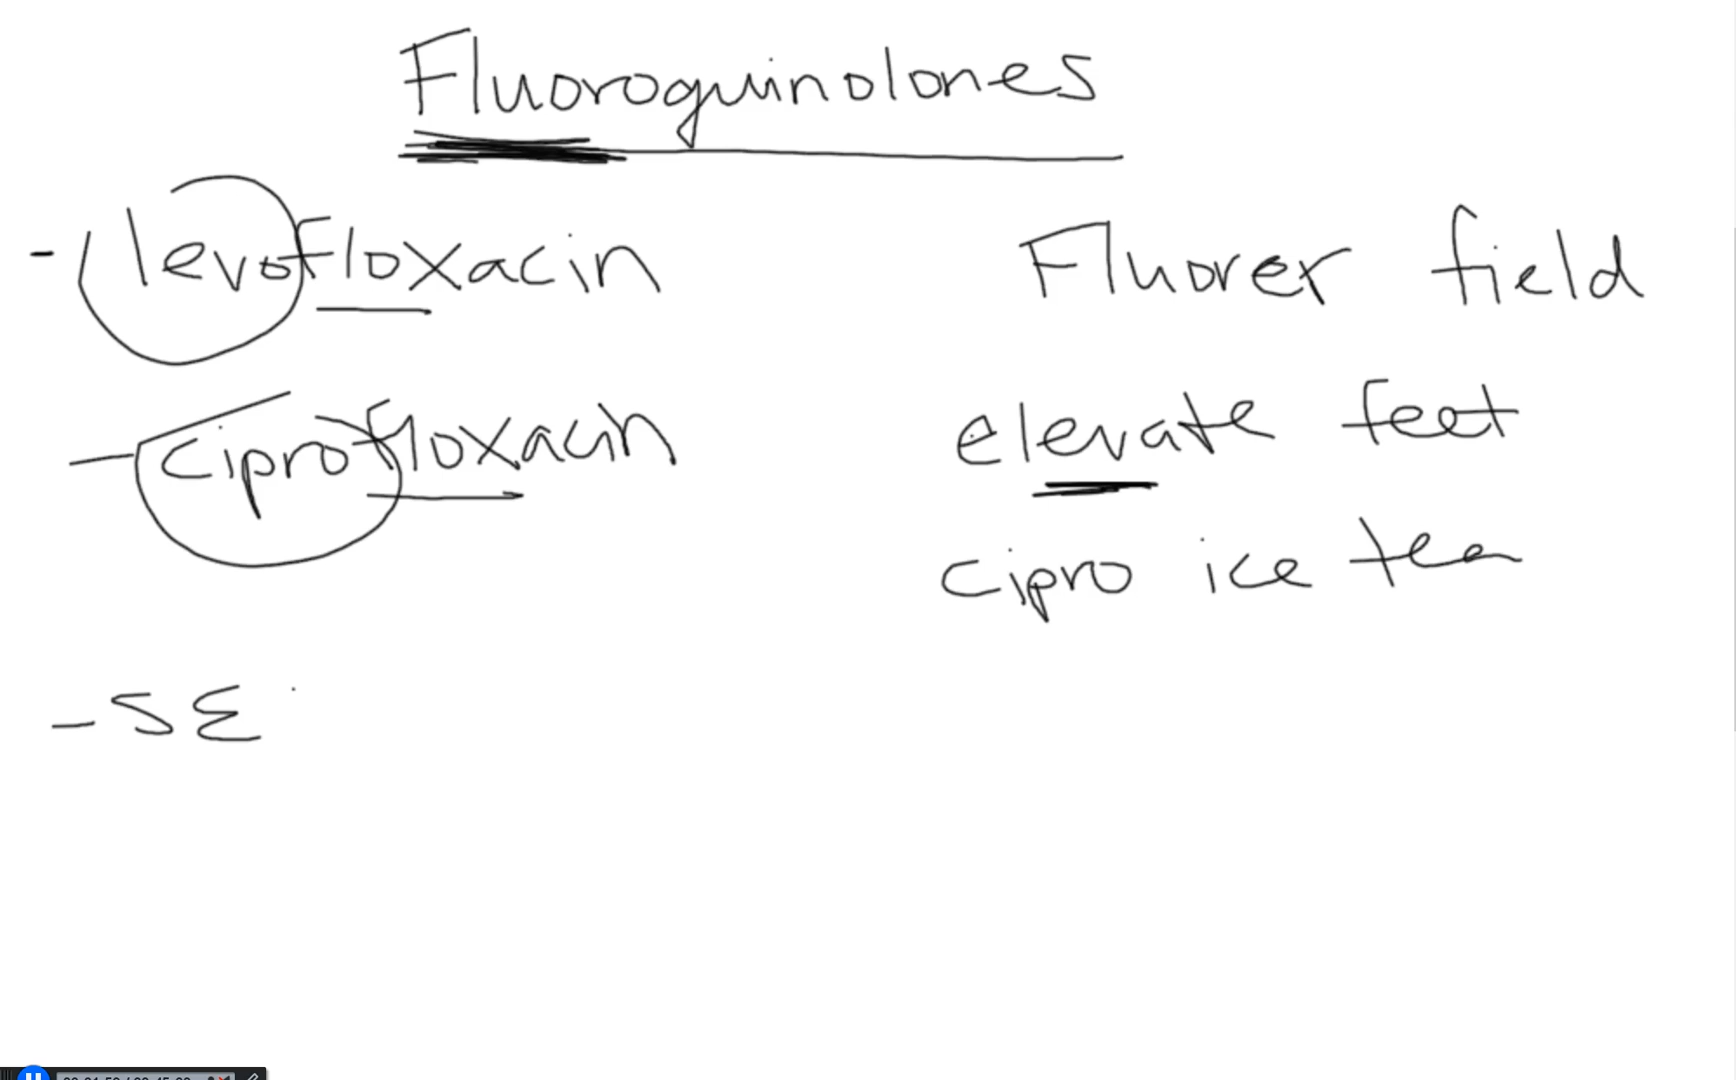 Fluoroquinolones
- levofloxacin
- ciprofloxacin
- SE
Fluorer field
elevate feet
cipro ice tea